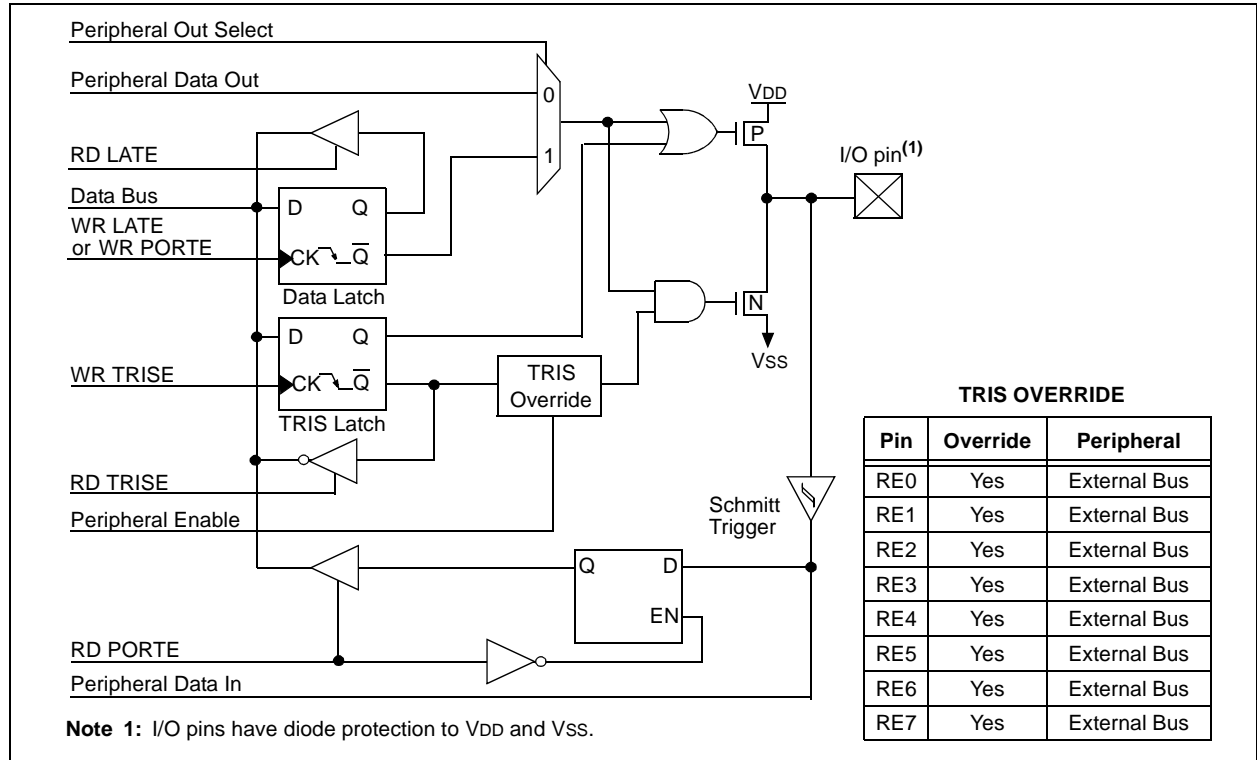 Peripheral Out Select
Peripheral Data Out
0
VDD
P
RD LATE
1
I/O pin(1)
Data Bus
D Q
WR LATE
or WR PORTE
CK Q̅
Data Latch
N
D Q
VSS
WR TRISE
CK Q̅
TRIS
Override
TRIS Latch
RD TRISE
Schmitt
Trigger
Peripheral Enable
Q D
EN
RD PORTE
Peripheral Data In
Note 1: I/O pins have diode protection to VDD and VSS.
TRIS OVERRIDE
Pin Override Peripheral
RE0 Yes External Bus
RE1 Yes External Bus
RE2 Yes External Bus
RE3 Yes External Bus
RE4 Yes External Bus
RE5 Yes External Bus
RE6 Yes External Bus
RE7 Yes External Bus